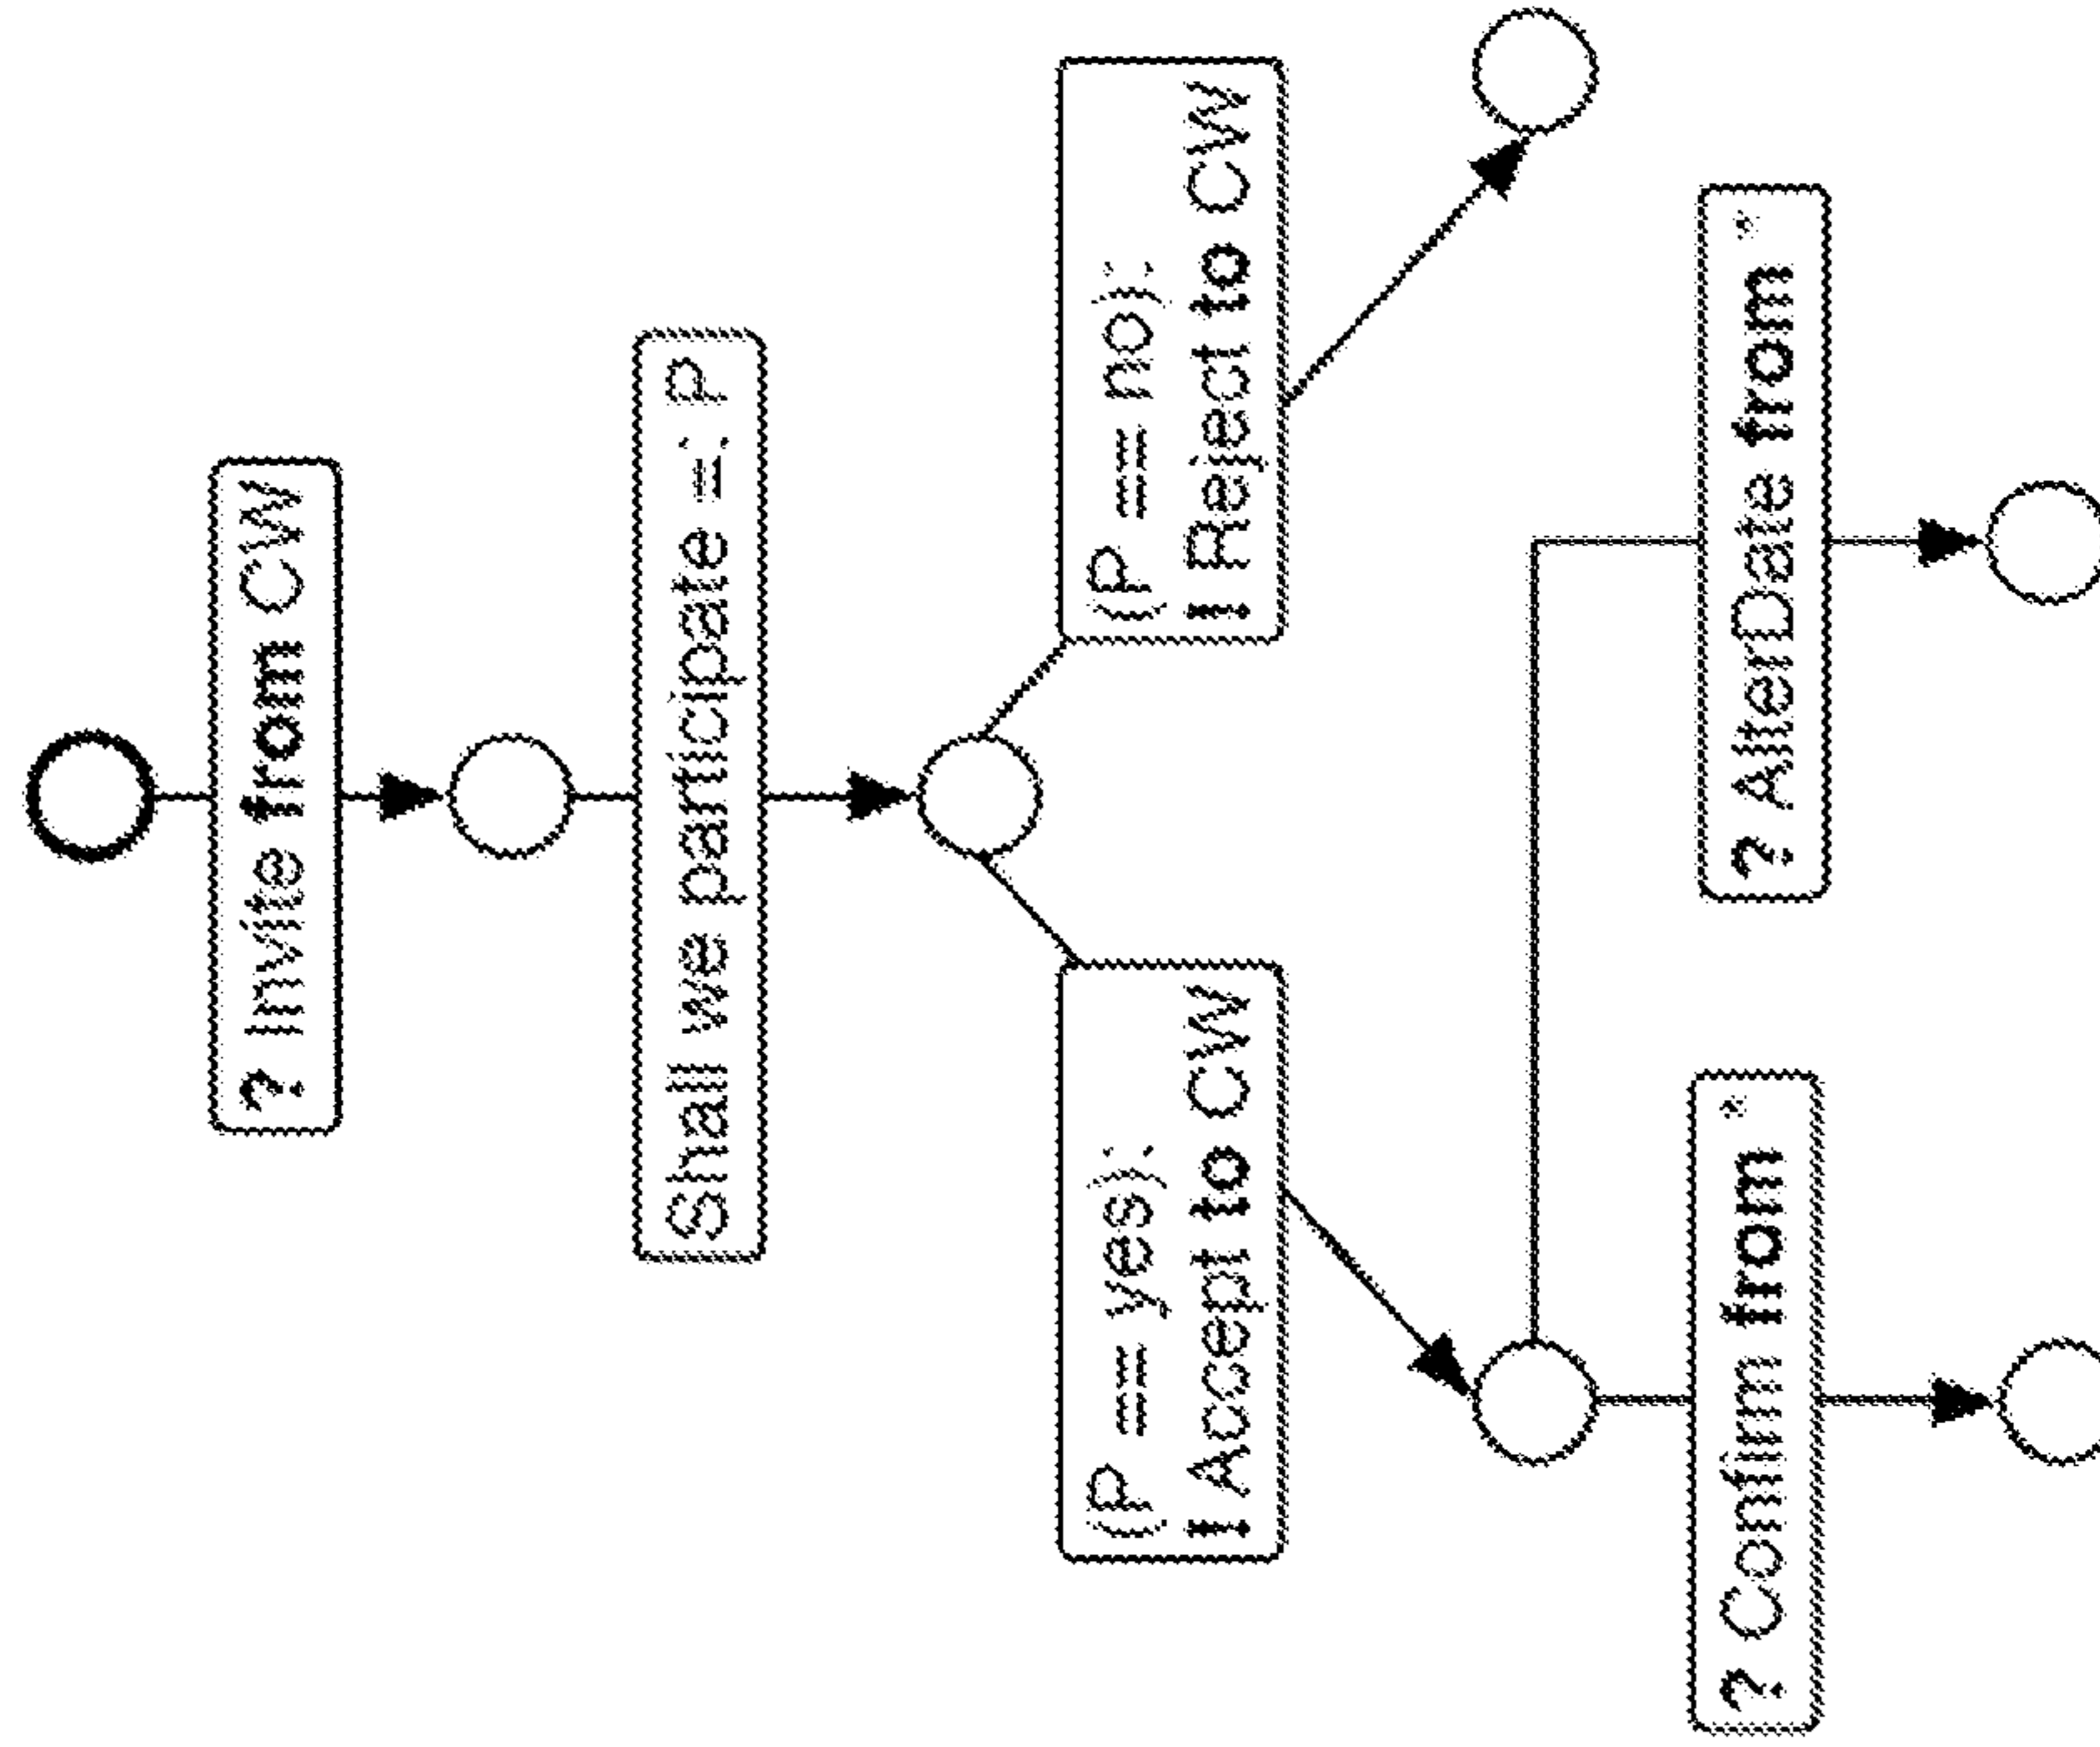 ? Invite from CW
Shall we participate =: P
(P == yes):
! Accept to CW
(P == no):
! Reject to CW
? Confirm from *
? AlterDate from *